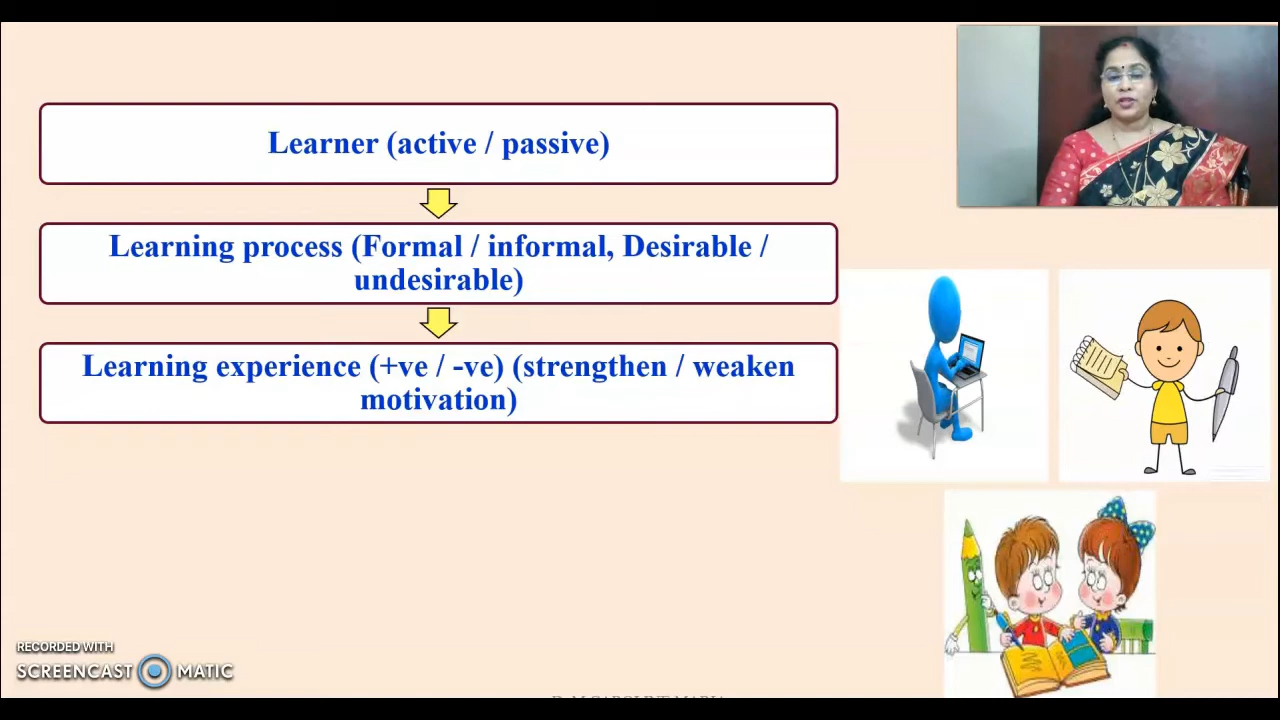 Learner (active / passive)
Learning process (Formal / informal, Desirable /
undesirable)
Learning experience (+ve / -ve) (strengthen / weaken
motivation)
RECORDED WITH
SCREENCAST MATIC